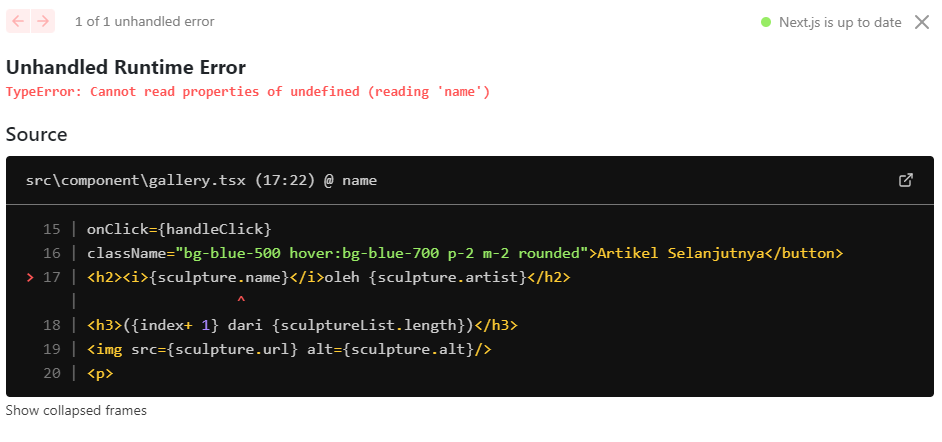 1 of 1 unhandled error
Next.js is up to date
Unhandled Runtime Error
TypeError: Cannot read properties of undefined (reading 'name')
Source
src\component\gallery.tsx (17:22) @ name
15 | onClick={handleClick}
16 | className="bg-blue-500 hover:bg-blue-700 p-2 m-2 rounded">Artikel Selanjutnya</button>
> 17 | <h2><i>{sculpture.name}</i>oleh {sculpture.artist}</h2>
| ^
18 | <h3>({index+ 1} dari {sculptureList.length})</h3>
19 | <img src={sculpture.url} alt={sculpture.alt}/>
20 | <p>
Show collapsed frames